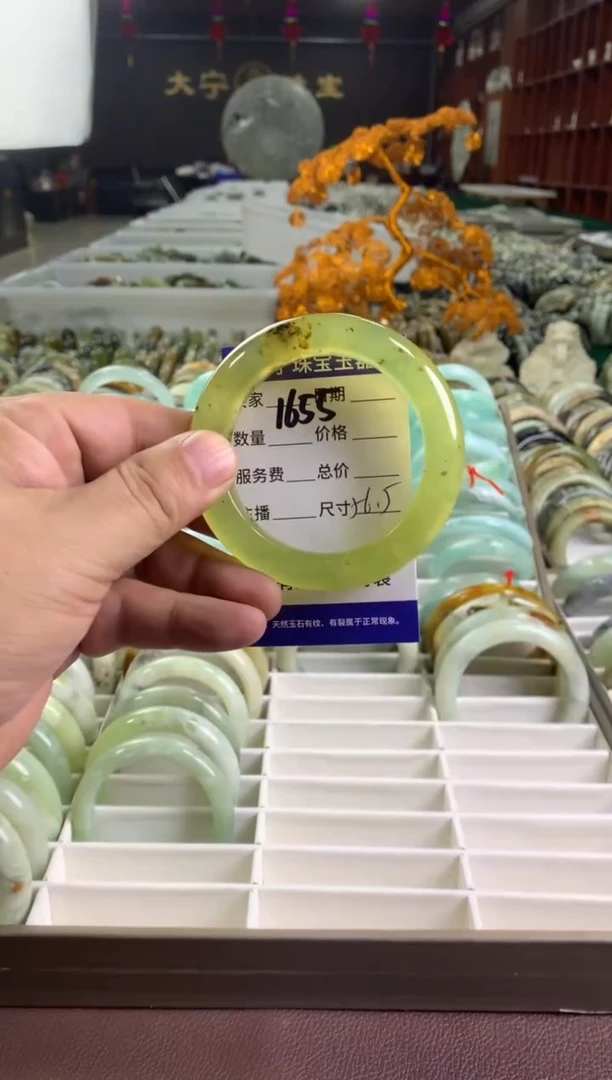 大宁
珠宝玉器
家 1655 期
数量 价格
服务费 总价
播 尺寸 56.5
天然玉石有纹、有裂属于正常现象。